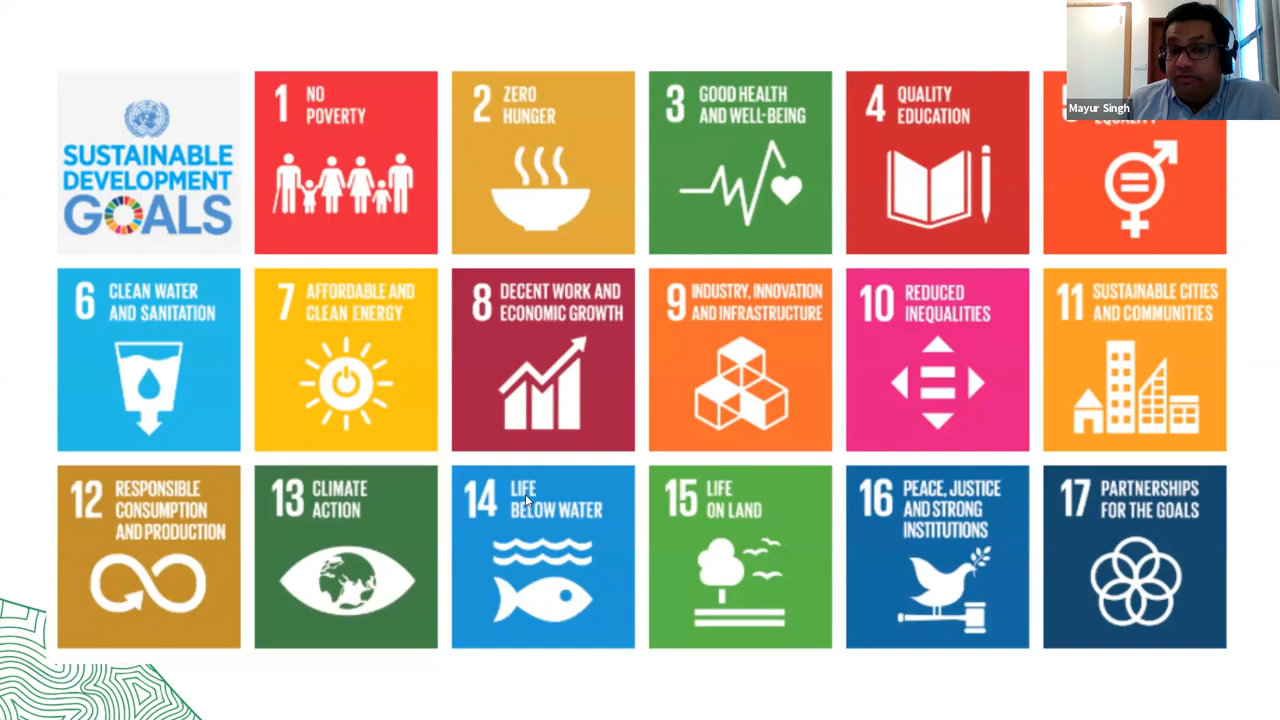 Mayur Singh
SUSTAINABLE
DEVELOPMENT
GOALS
1 NO
POVERTY
2 ZERO
HUNGER
3 GOOD HEALTH
AND WELL-BEING
4 QUALITY
EDUCATION
6 CLEAN WATER
AND SANITATION
7 AFFORDABLE AND
CLEAN ENERGY
8 DECENT WORK AND
ECONOMIC GROWTH
9 INDUSTRY, INNOVATION
AND INFRASTRUCTURE
10 REDUCED
INEQUALITIES
11 SUSTAINABLE CITIES
AND COMMUNITIES
12 RESPONSIBLE
CONSUMPTION
AND PRODUCTION
13 CLIMATE
ACTION
14 LIFE
BELOW WATER
15 LIFE
ON LAND
16 PEACE, JUSTICE
AND STRONG
INSTITUTIONS
17 PARTNERSHIPS
FOR THE GOALS